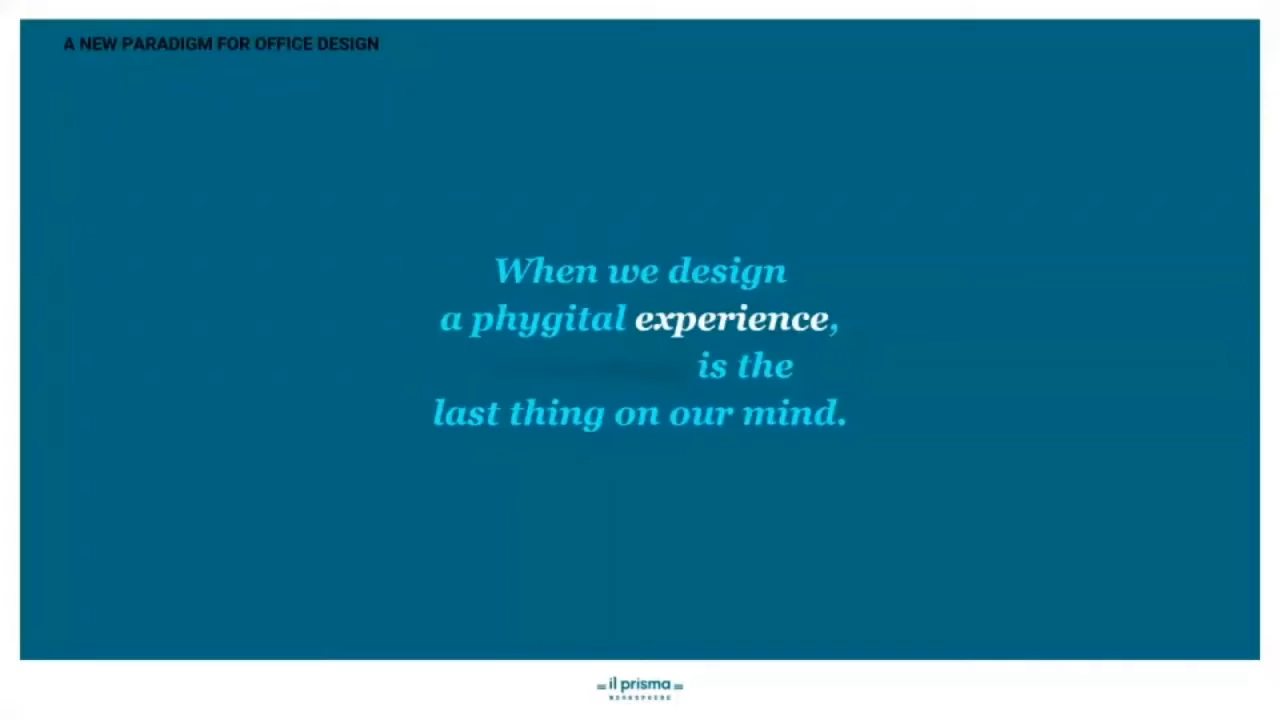 A NEW PARADIGM FOR OFFICE DESIGN
When we design
a phygital experience,
is the
last thing on our mind.
il prisma